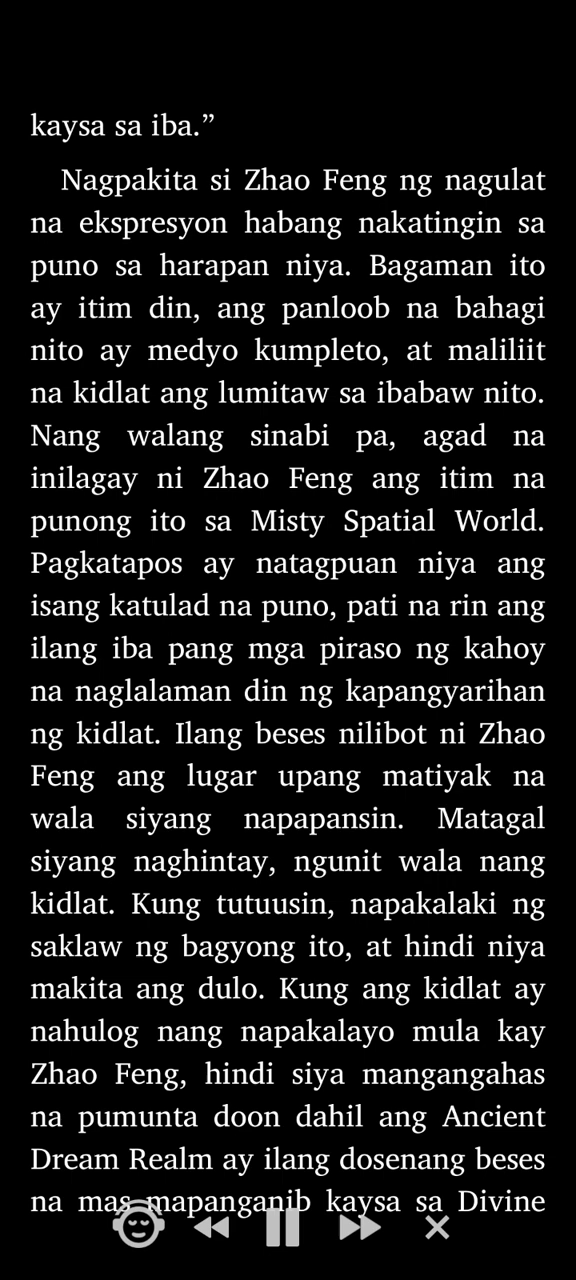 kaysa sa iba.”
Nagpakita si Zhao Feng ng nagulat
na ekspresyon habang nakatingin sa
puno sa harapan niya. Bagaman ito
ay itim din, ang panloob na bahagi
nito ay medyo kumpleto, at maliliit
na kidlat ang lumitaw sa ibabaw nito.
Nang walang sinabi pa, agad na
inilagay ni Zhao Feng ang itim na
punong ito sa Misty Spatial World.
Pagkatapos ay natagpuan niya ang
isang katulad na puno, pati na rin ang
ilang iba pang mga piraso ng kahoy
na naglalaman din ng kapangyarihan
ng kidlat. Ilang beses nilibot ni Zhao
Feng ang lugar upang matiyak na
wala siyang napapansin. Matagal
siyang naghintay, ngunit wala nang
kidlat. Kung tutuusin, napakalaki ng
saklaw ng bagyong ito, at hindi niya
makita ang dulo. Kung ang kidlat ay
nahulog nang napakalayo mula kay
Zhao Feng, hindi siya mangangahas
na pumunta doon dahil ang Ancient
Dream Realm ay ilang dosenang beses
na mas mapanganib kaysa sa Divine